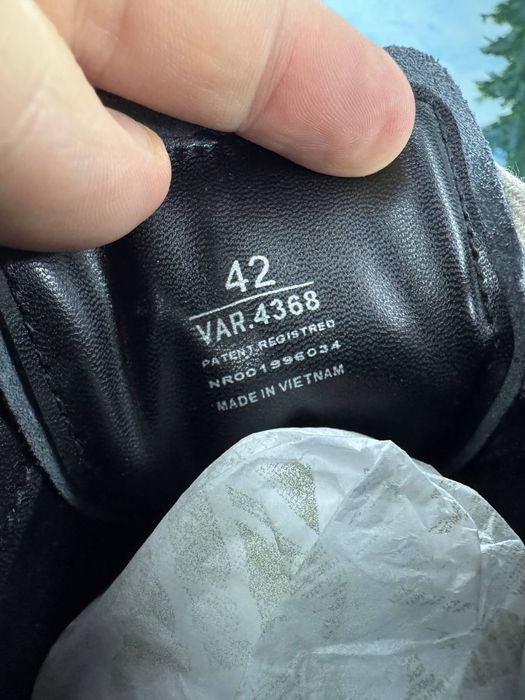 42
VAR.4368
PATENT REGISTRED
NR001996034
MADE IN VIETNAM